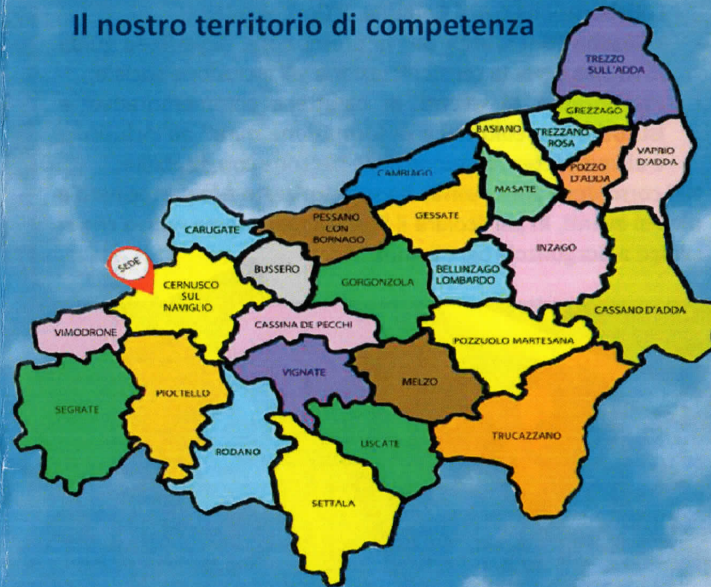 Il nostro territorio di competenza
TREZZO
SULL'ADDA
GREZZAGO
BASIANO
TREZZANO
ROSA
VAPRIO
D'ADDA
POZZO
D'ADDA
CAMBIAGO
MASATE
PESSANO
CON
BORNAGO
GESSATE
CARUGATE
INZAGO
SEDE
BUSSERO
BELLINZAGO
LOMBARDO
GORGONZOLA
CERNUSCO
SUL
NAVIGLIO
CASSANO D'ADDA
VIMODRONE
CASSINA DE PECCHI
POZZUOLO MARTESANA
VIGNATE
MELZO
PIOLTELLO
SEGRATE
TRUCAZZANO
LISCATE
RODANO
SETTALA